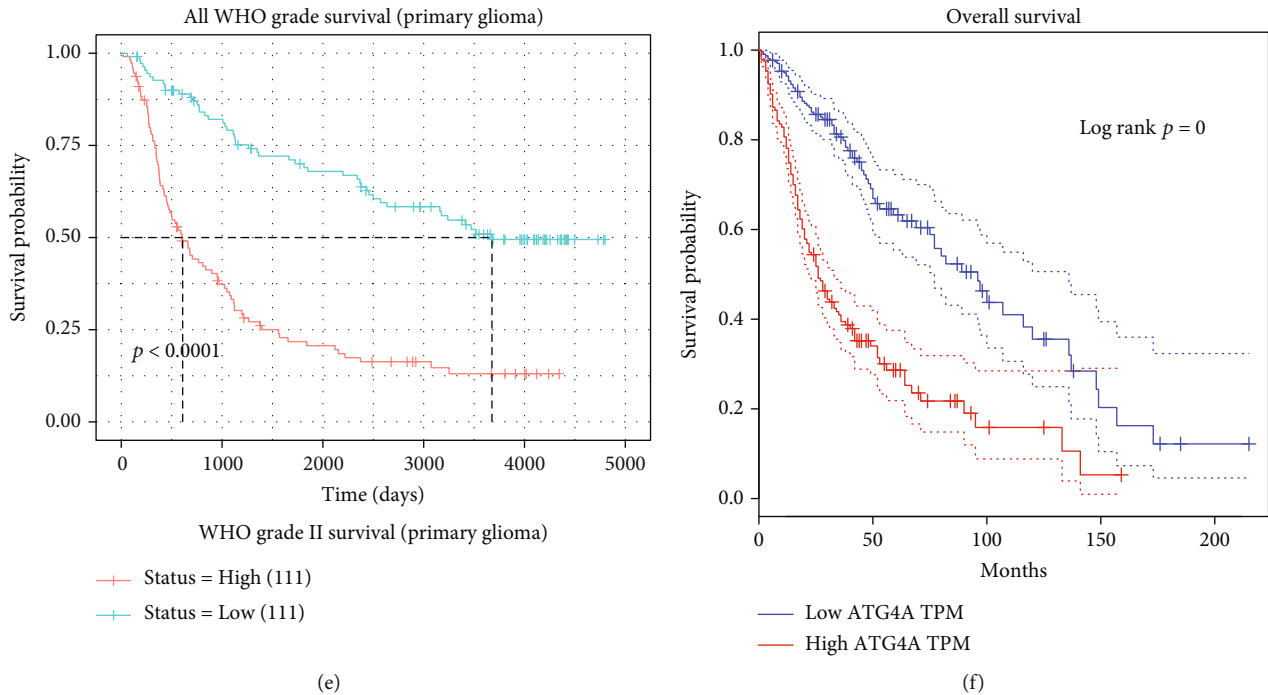 All WHO grade survival (primary glioma)
1.00
0.75
0.50
0.25
0.00
Survival probability
p < 0.0001
0 1000 2000 3000 4000 5000
Time (days)
WHO grade II survival (primary glioma)
Status = High (111)
Status = Low (111)
(e)
Overall survival
1.0
0.8
0.6
0.4
0.2
0.0
Survival probability
Log rank p = 0
0 50 100 150 200
Months
Low ATG4A TPM
High ATG4A TPM
(f)